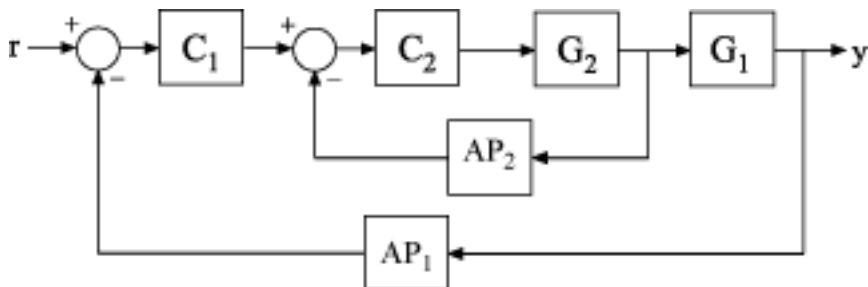 r + − C₁ + − C₂ G₂ G₁ y
AP₂
AP₁